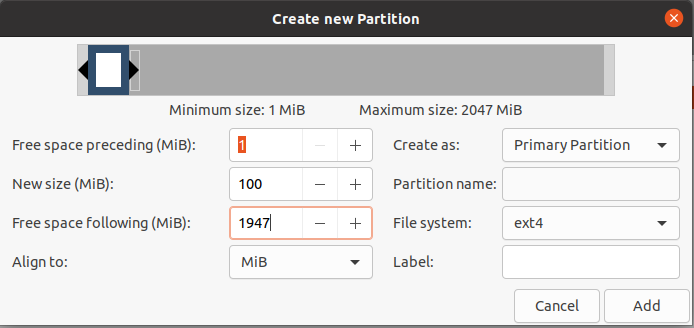 Create new Partition
Minimum size: 1 MiB Maximum size: 2047 MiB
Free space preceding (MiB): 1 Create as: Primary Partition
New size (MiB): 100 Partition name:
Free space following (MiB): 1947 File system: ext4
Align to: MiB Label:
Cancel Add